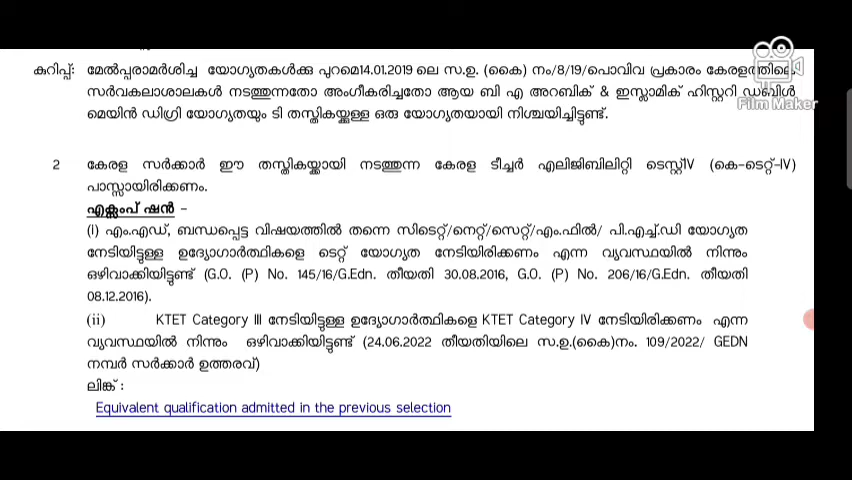 കുറിപ്പ്: മേൽപ്പരാമർശിച്ച യോഗ്യതകൾക്കു പുറമെ14.01.2019 ലെ സ.ഉ. (കൈ) നം/8/19/പൊവിവ പ്രകാരം കേരളത്തിലെ
സർവകലാശാലകൾ നടത്തുന്നതോ അംഗീകരിച്ചതോ ആയ ബി എ അറബിക് & ഇസ്ലാമിക് ഹിസ്റ്ററി ഡബിൾ
മെയിൻ ഡിഗ്രി യോഗ്യതയും ടി തസ്തികയ്ക്കുള്ള ഒരു യോഗ്യതയായി നിശ്ചയിച്ചിട്ടുണ്ട്.
Film Maker
2 കേരള സർക്കാർ ഈ തസ്തികയ്ക്കായി നടത്തുന്ന കേരള ടീച്ചർ എലിജിബിലിറ്റി ടെസ്റ്റ്IV (കെ-ടെറ്റ്-IV)
പാസ്സായിരിക്കണം.
എക്സംപ് ഷൻ -
(I) എം.എഡ്, ബന്ധപ്പെട്ട വിഷയത്തിൽ തന്നെ സിടെറ്റ്/നെറ്റ്/സെറ്റ്/എം.ഫിൽ/ പി.എച്ച്.ഡി യോഗ്യത
നേടിയിട്ടുള്ള ഉദ്യോഗാർത്ഥികളെ ടെറ്റ് യോഗ്യത നേടിയിരിക്കണം എന്ന വ്യവസ്ഥയിൽ നിന്നും
ഒഴിവാക്കിയിട്ടുണ്ട് (G.O. (P) No. 145/16/G.Edn. തീയതി 30.08.2016, G.O. (P) No. 206/16/G.Edn. തീയതി
08.12.2016).
(ii) KTET Category III നേടിയിട്ടുള്ള ഉദ്യോഗാർത്ഥികളെ KTET Category IV നേടിയിരിക്കണം എന്ന
വ്യവസ്ഥയിൽ നിന്നും ഒഴിവാക്കിയിട്ടുണ്ട് (24.06.2022 തീയതിയിലെ സ.ഉ.(കൈ)നം. 109/2022/ GEDN
നമ്പർ സർക്കാർ ഉത്തരവ്)
ലിങ്ക് :
Equivalent qualification admitted in the previous selection